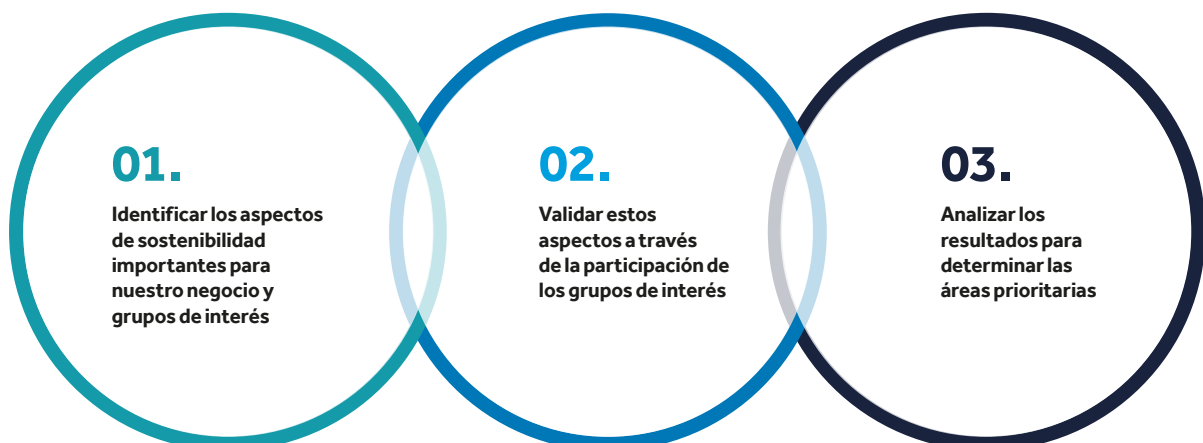 01.
Identificar los aspectos
de sostenibilidad
importantes para
nuestro negocio y
grupos de interés
02.
Validar estos
aspectos a través
de la participación de
los grupos de interés
03.
Analizar los
resultados para
determinar las
áreas prioritarias